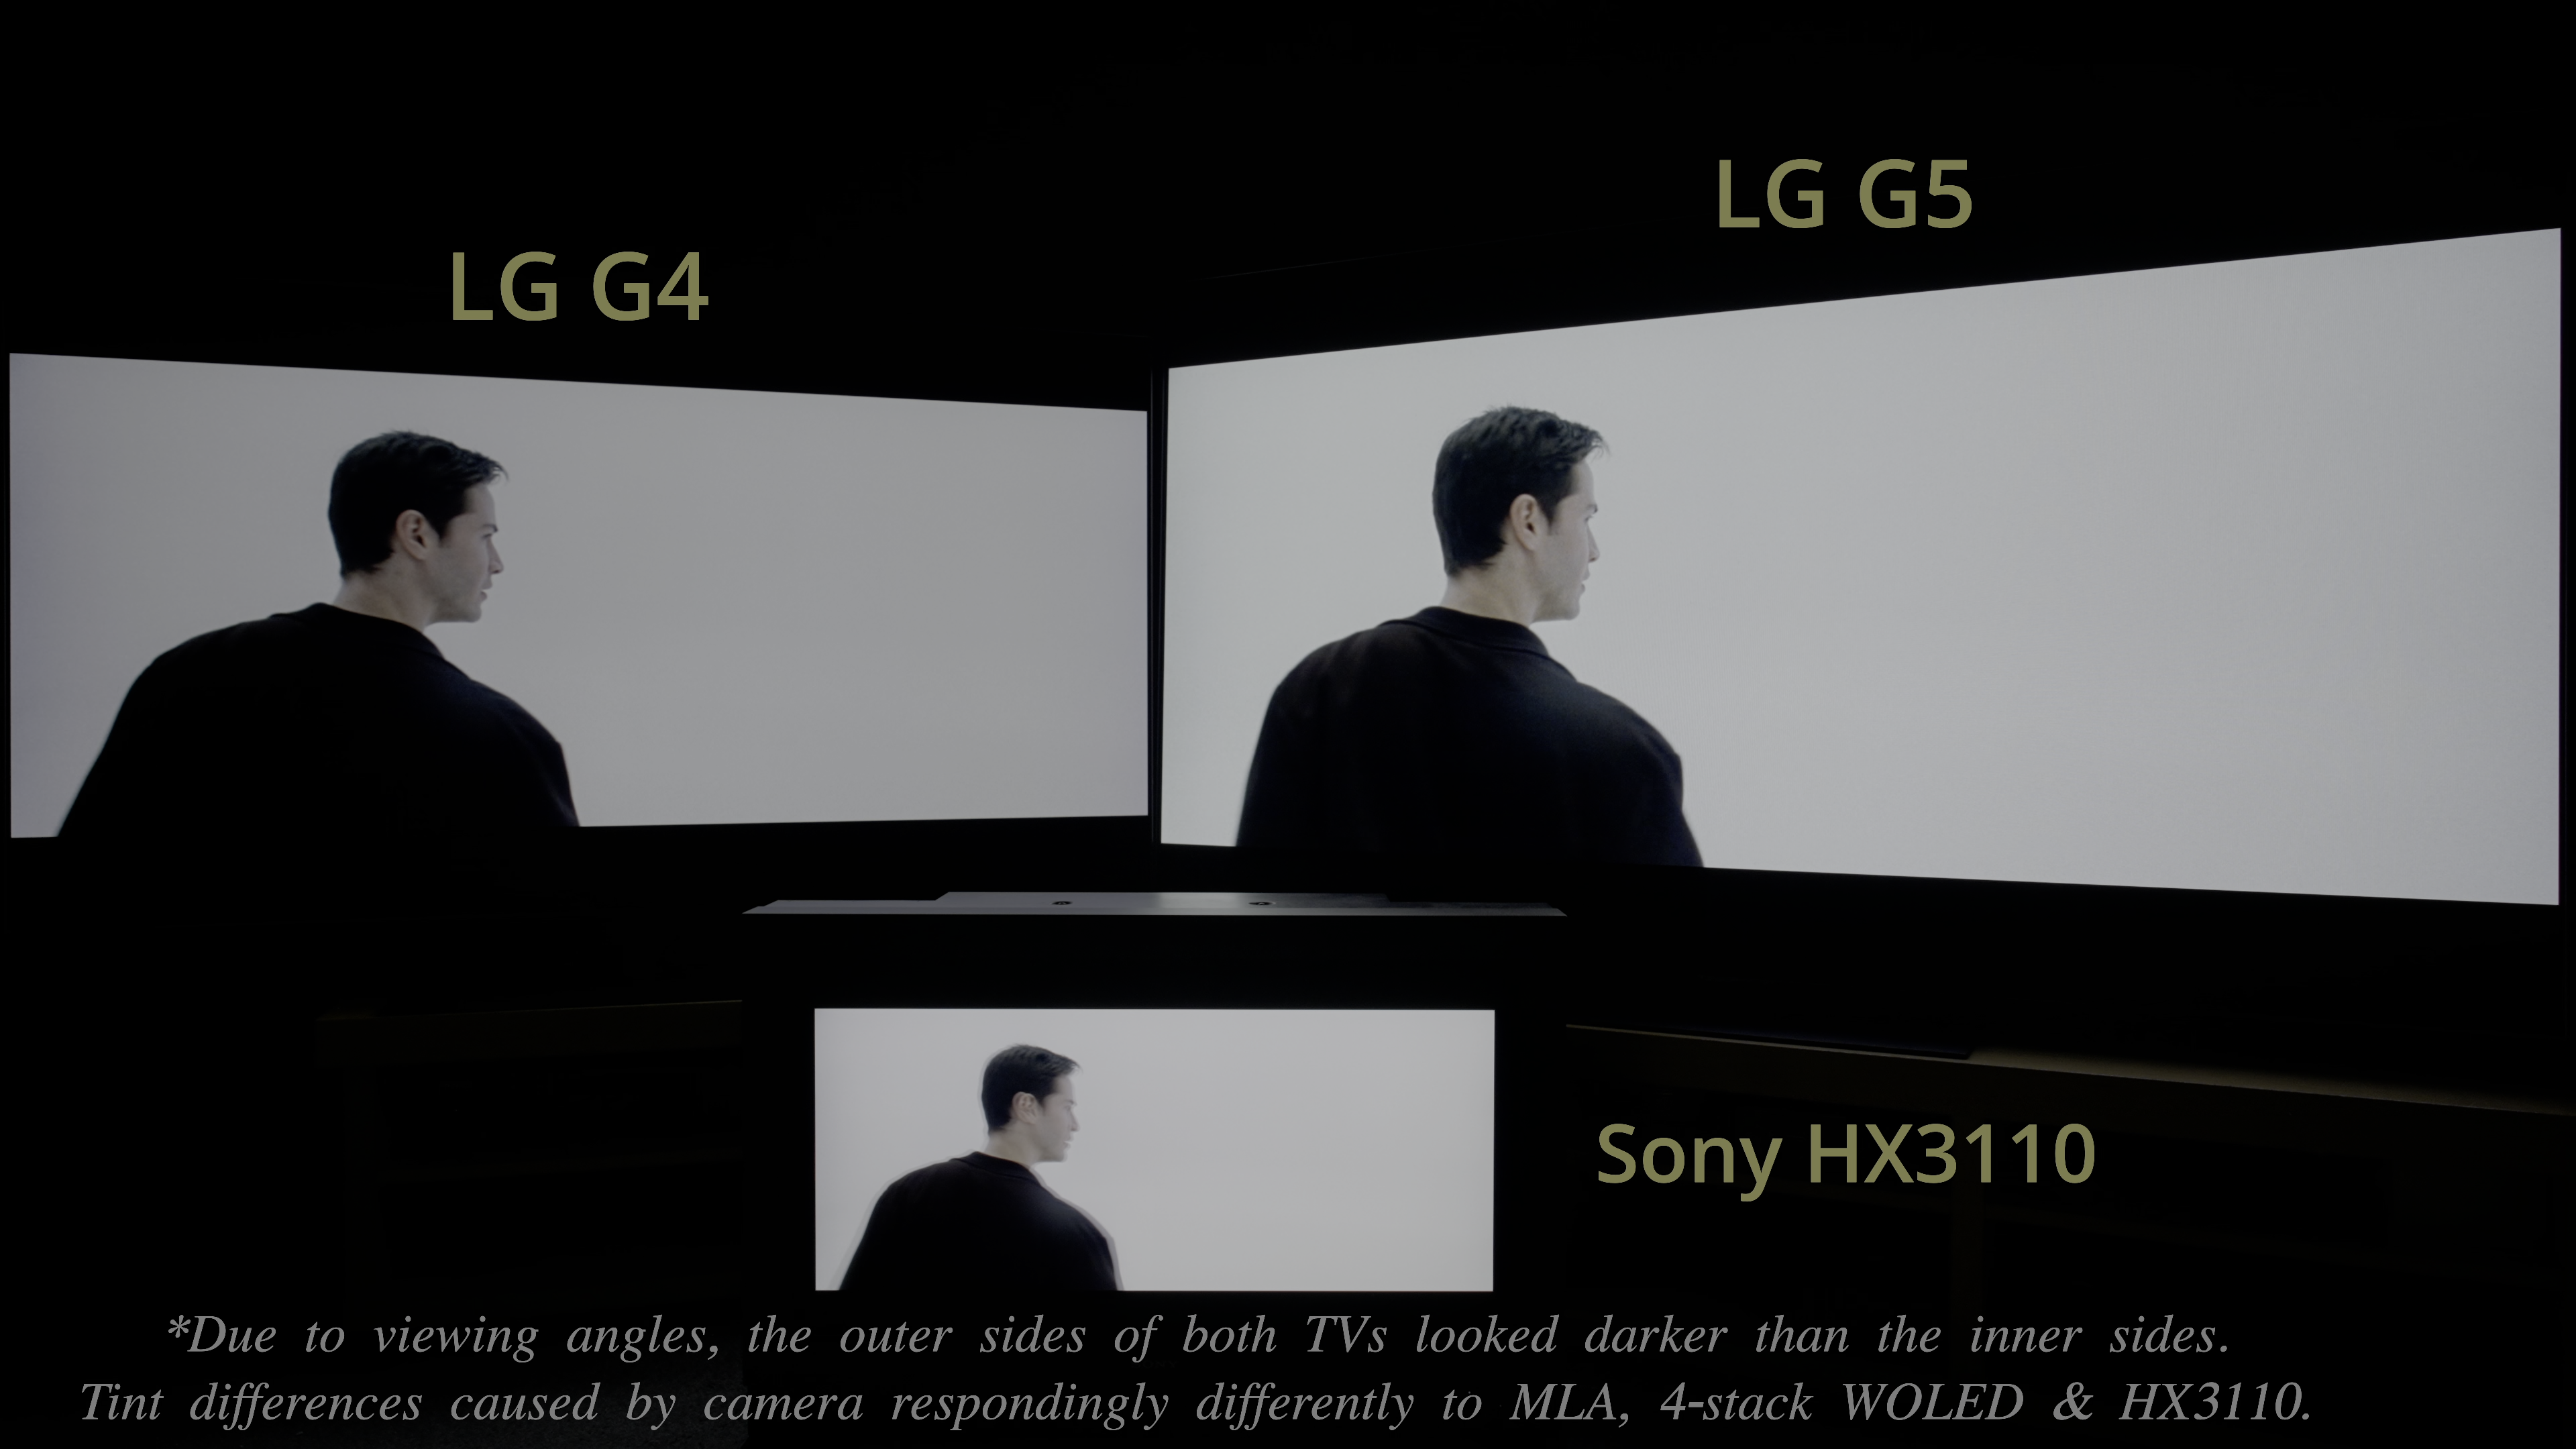 LG G5
LG G4
Sony HX3110
*Due to viewing angles, the outer sides of both TVs looked darker than the inner sides.
Tint differences caused by camera respondingly differently to MLA, 4-stack WOLED & HX3110.